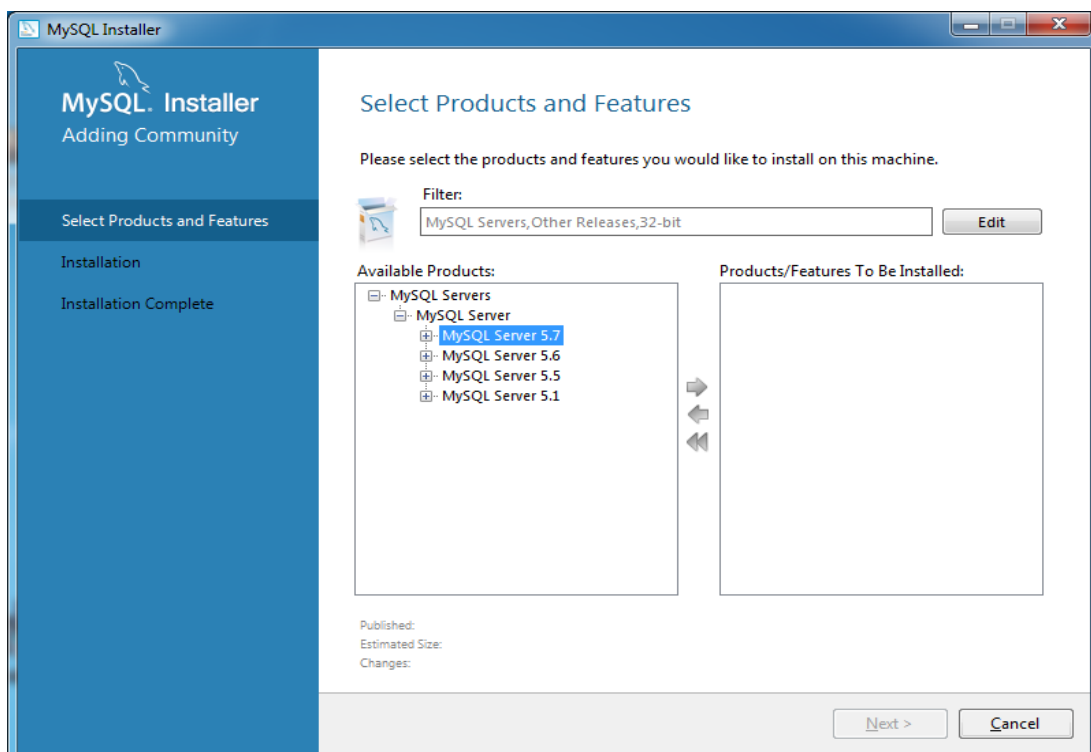 MySQL Installer
MySQL. Installer
Adding Community
Select Products and Features
Installation
Installation Complete
Select Products and Features
Please select the products and features you would like to install on this machine.
Filter:
MySQL Servers,Other Releases,32-bit
Edit
Available Products:
MySQL Servers
MySQL Server
MySQL Server 5.7
MySQL Server 5.6
MySQL Server 5.5
MySQL Server 5.1
Products/Features To Be Installed:
Published:
Estimated Size:
Changes:
Next >
Cancel